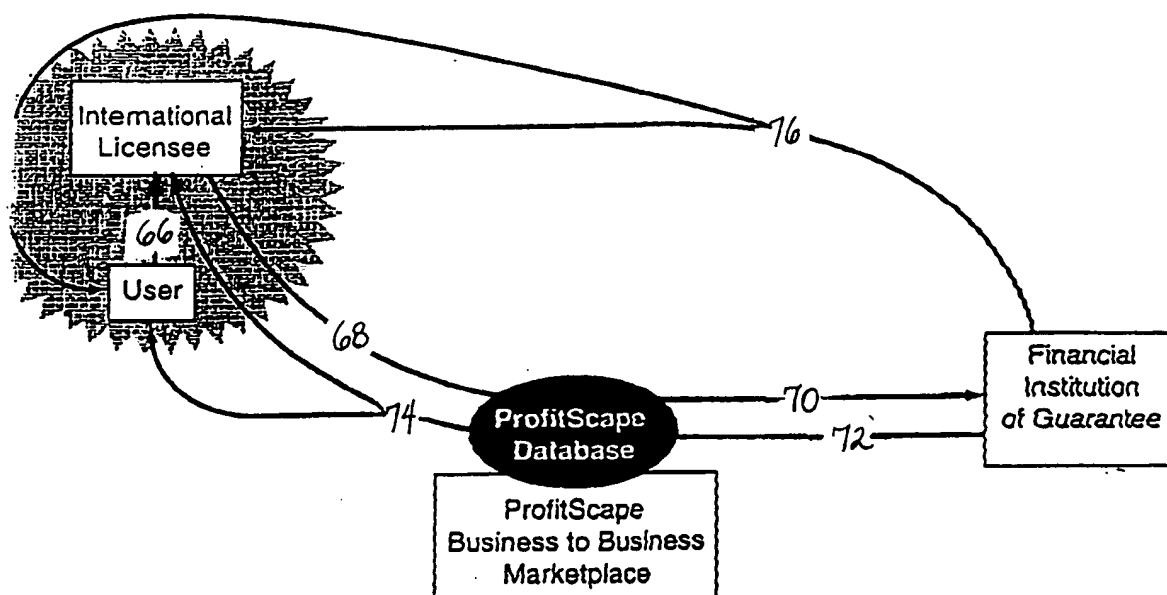 International
Licensee
76
66
User
68
Financial
Institution
of Guarantee
70
74
ProfitScape
Database
72
ProfitScape
Business to Business
Marketplace